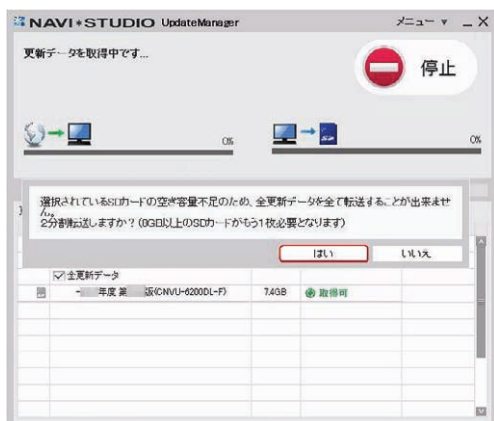 NAVI*STUDIO UpdateManager
メニュー ▼
更新データを取得中です...
停止
0%
0%
選択されているSDカードの空き容量不足のため、全更新データを全て転送することが出来ませ
ん。
2分割転送しますか？(8GB以上のSDカードがもう1枚必要となります)
はい
いいえ
全更新データ
年度 第 版(CNVU-6200DL-F)
7.4GB
取得可